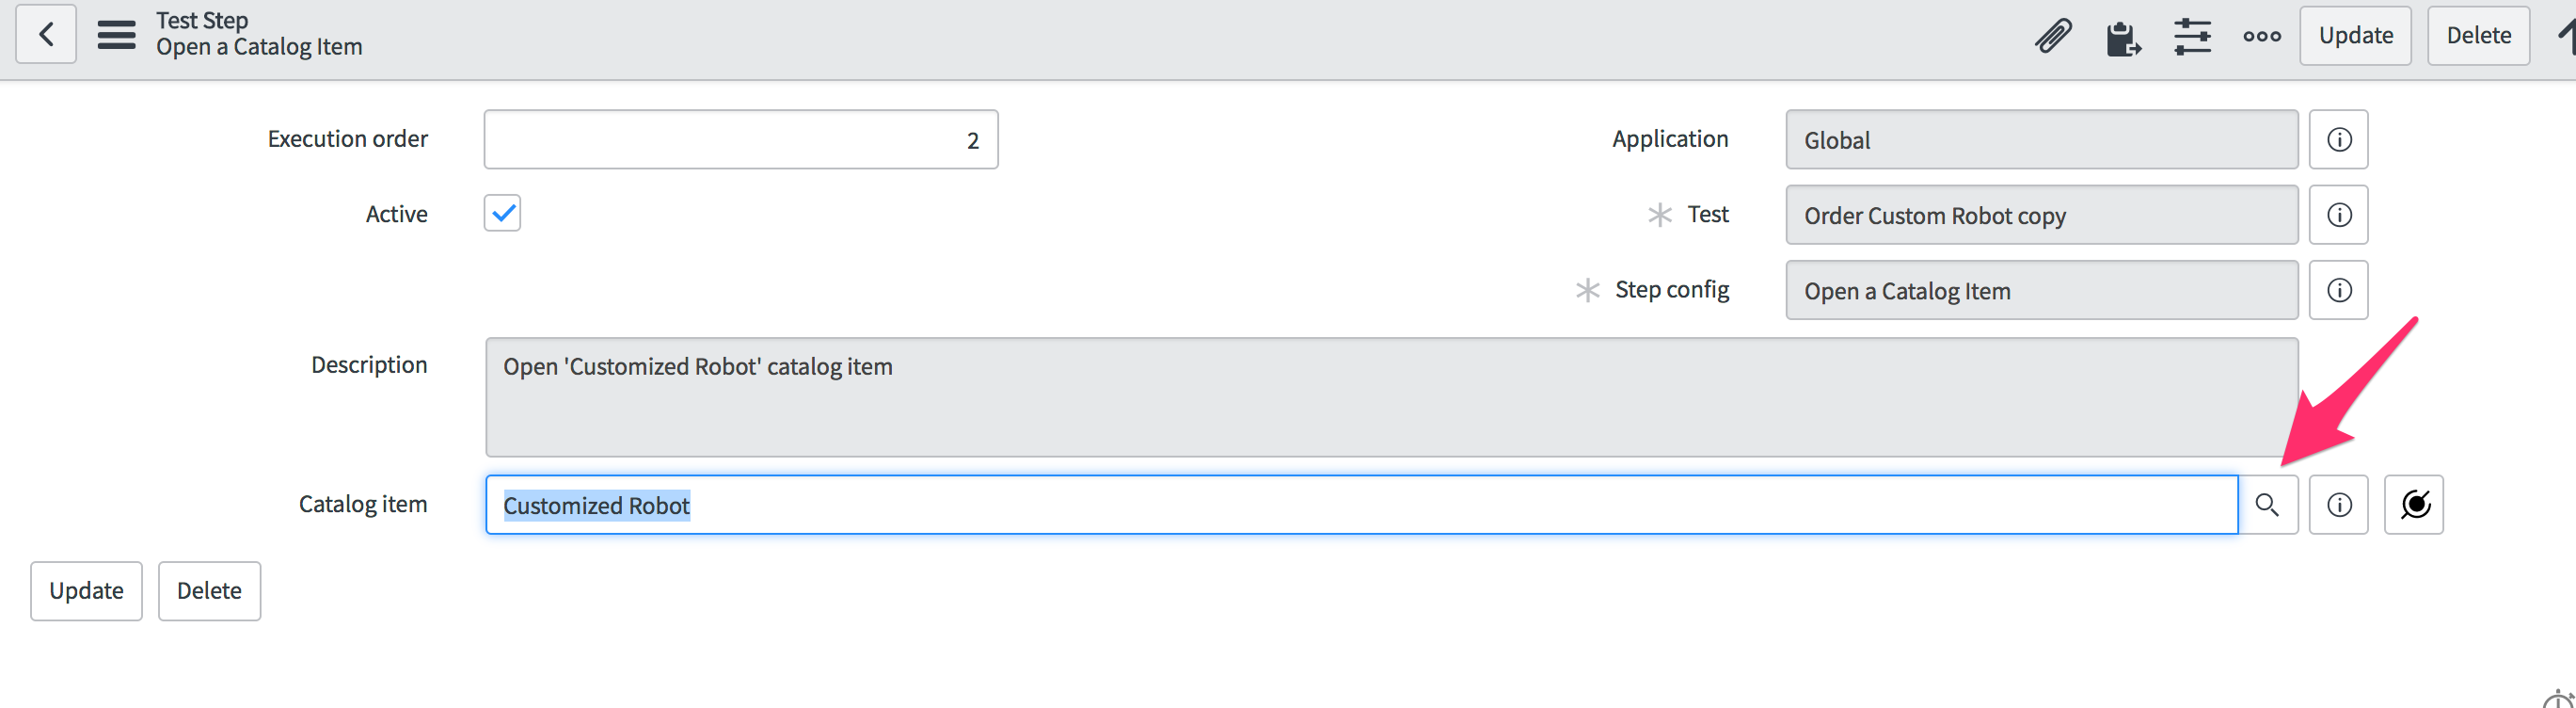 Test Step
Open a Catalog Item
Update
Delete
Execution order
2
Application
Global
Active
Test
Order Custom Robot copy
Step config
Open a Catalog Item
Description
Open 'Customized Robot' catalog item
Catalog item
Customized Robot
Update
Delete